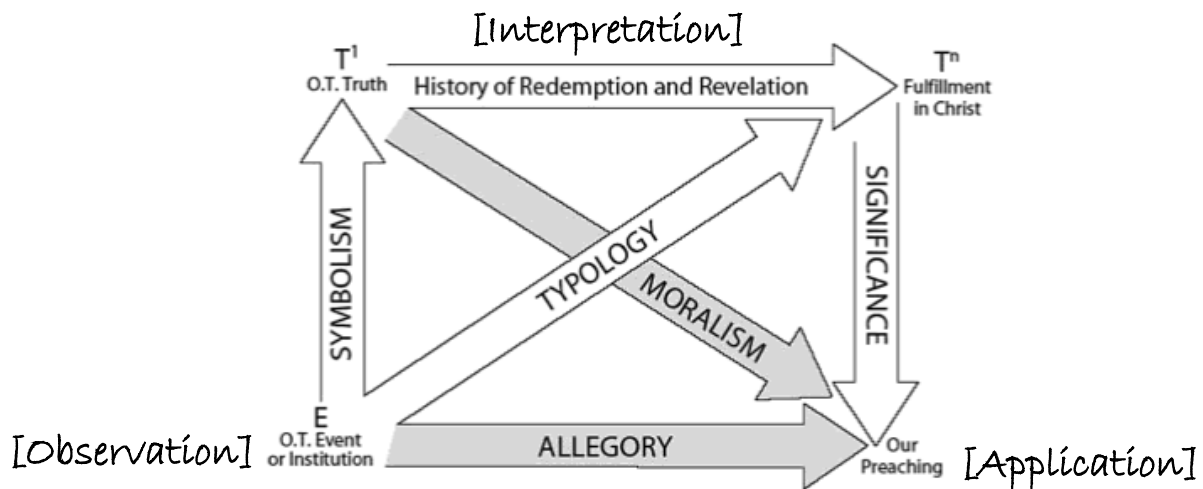 [Interpretation]
T¹
O.T. Truth
History of Redemption and Revelation
Tⁿ
Fulfillment
in Christ
SYMBOLISM
TYPOLOGY
MORALISM
SIGNIFICANCE
[Observation]
E
O.T. Event
or Institution
ALLEGORY
Our
Preaching
[Application]